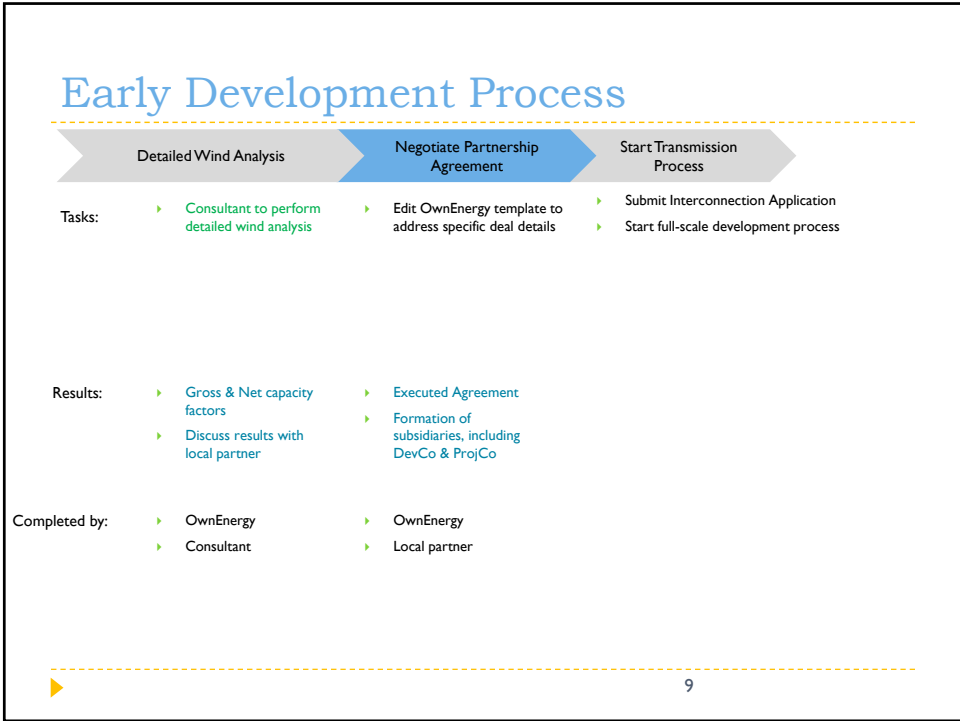 Early Development Process
Detailed Wind Analysis
Negotiate Partnership
Agreement
Start Transmission
Process
Tasks:
Consultant to perform
detailed wind analysis
Edit OwnEnergy template to
address specific deal details
Submit Interconnection Application
Start full-scale development process
Results:
Gross & Net capacity
factors
Discuss results with
local partner
Executed Agreement
Formation of
subsidiaries, including
DevCo & ProjCo
Completed by:
OwnEnergy
Consultant
OwnEnergy
Local partner
9